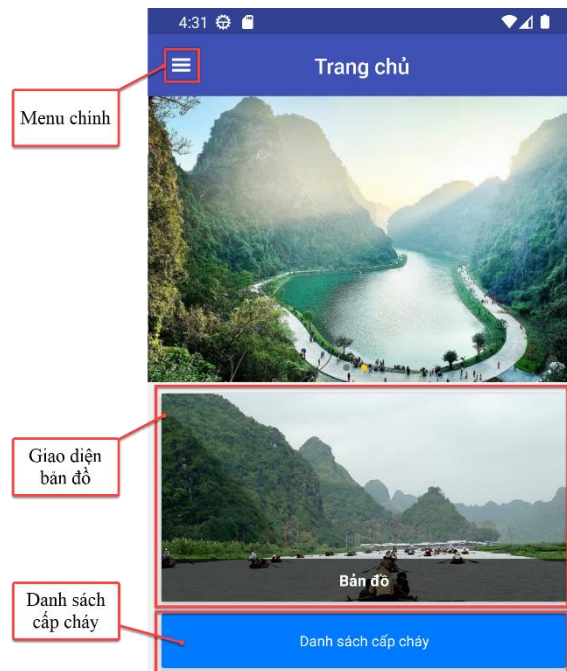 4:31
Trang chủ
Menu chính
Giao diện
bản đồ
Bản đồ
Danh sách
cấp cháy
Danh sách cấp cháy